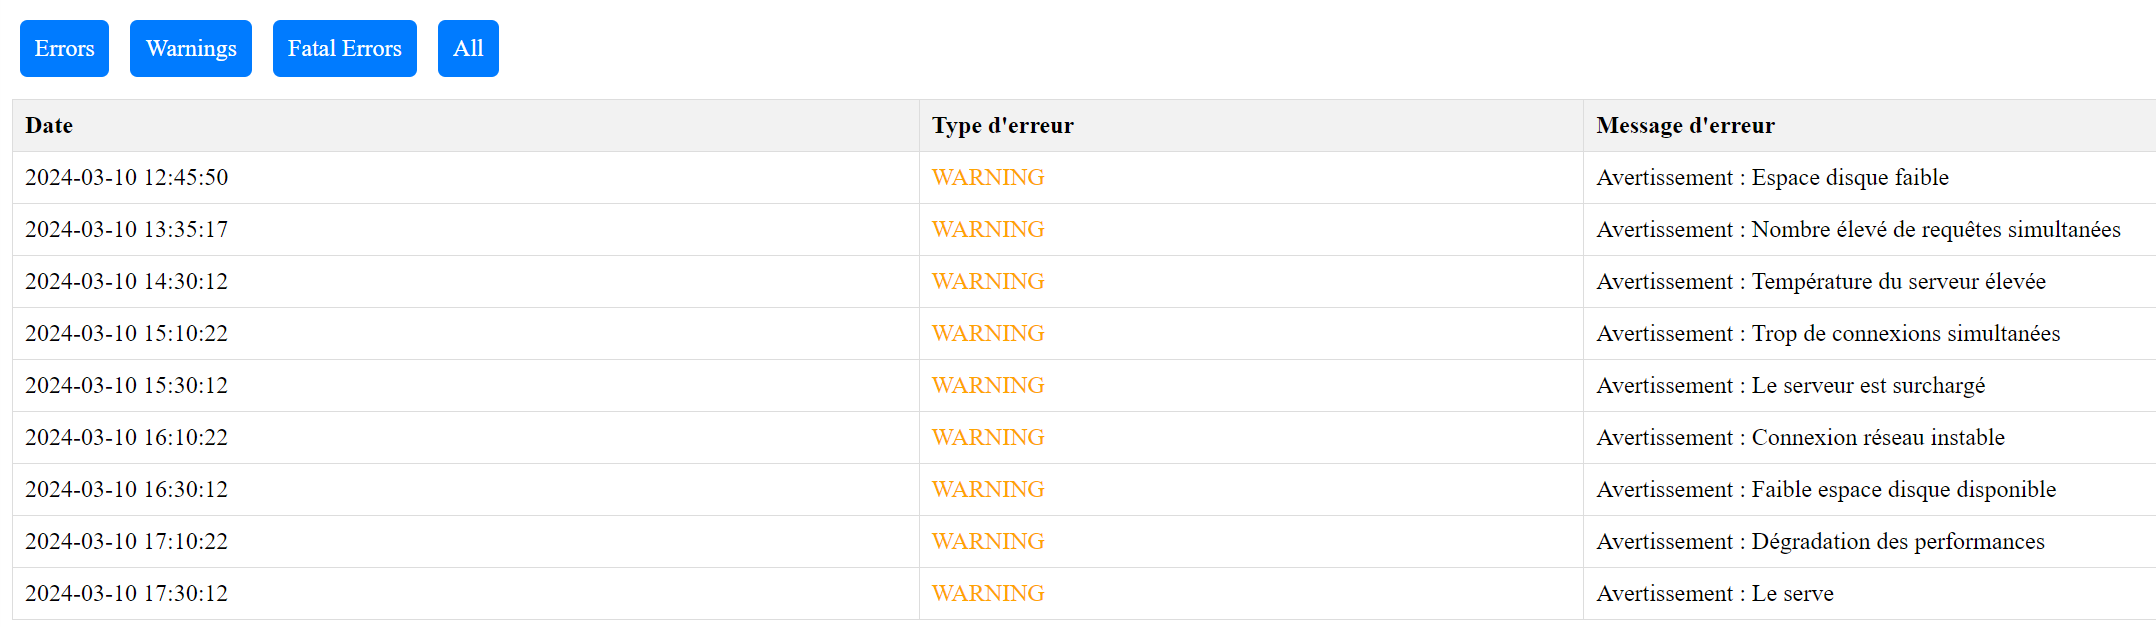 Errors Warnings Fatal Errors All
Date Type d'erreur Message d'erreur
2024-03-10 12:45:50 WARNING Avertissement : Espace disque faible
2024-03-10 13:35:17 WARNING Avertissement : Nombre élevé de requêtes simultanées
2024-03-10 14:30:12 WARNING Avertissement : Température du serveur élevée
2024-03-10 15:10:22 WARNING Avertissement : Trop de connexions simultanées
2024-03-10 15:30:12 WARNING Avertissement : Le serveur est surchargé
2024-03-10 16:10:22 WARNING Avertissement : Connexion réseau instable
2024-03-10 16:30:12 WARNING Avertissement : Faible espace disque disponible
2024-03-10 17:10:22 WARNING Avertissement : Dégradation des performances
2024-03-10 17:30:12 WARNING Avertissement : Le serve